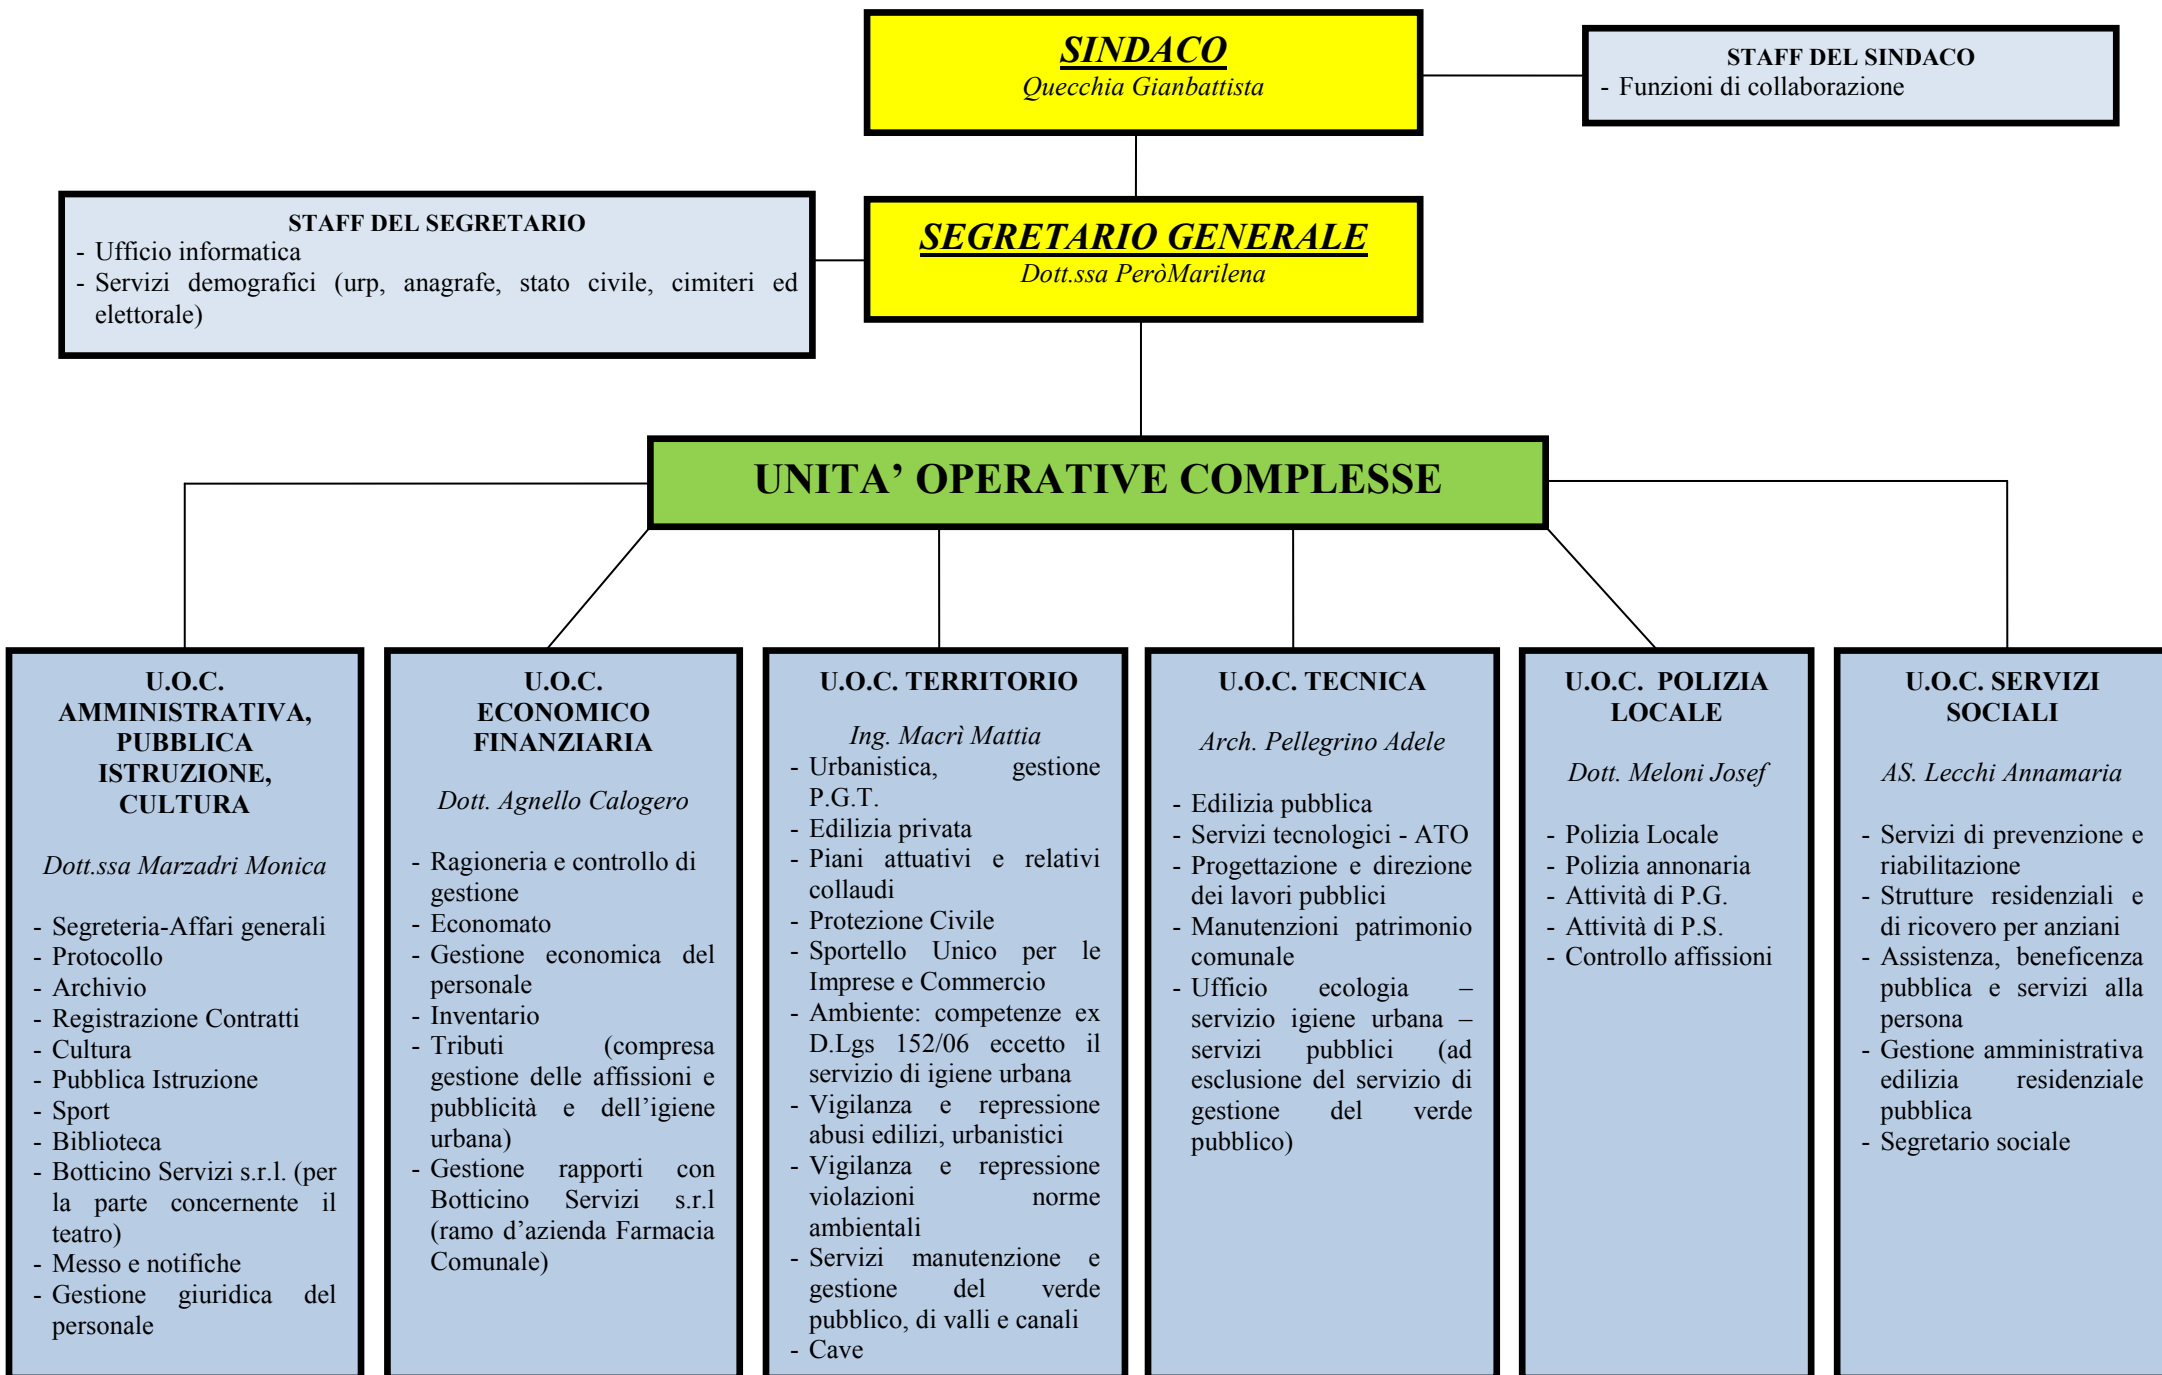 SINDACO
Quecchia Gianbattista
STAFF DEL SINDACO
- Funzioni di collaborazione
STAFF DEL SEGRETARIO
- Ufficio informatica
- Servizi demografici (urp, anagrafe, stato civile, cimiteri ed
elettorale)
SEGRETARIO GENERALE
Dott.ssa PeròMarilena
UNITA’ OPERATIVE COMPLESSE
U.O.C.
AMMINISTRATIVA,
PUBBLICA
ISTRUZIONE,
CULTURA
Dott.ssa Marzadri Monica
- Segreteria-Affari generali
- Protocollo
- Archivio
- Registrazione Contratti
- Cultura
- Pubblica Istruzione
- Sport
- Biblioteca
- Botticino Servizi s.r.l. (per
la parte concernente il
teatro)
- Messo e notifiche
- Gestione giuridica del
personale
U.O.C.
ECONOMICO
FINANZIARIA
Dott. Agnello Calogero
- Ragioneria e controllo di
gestione
- Economato
- Gestione economica del
personale
- Inventario
- Tributi (compresa
gestione delle affissioni e
pubblicità e dell’igiene
urbana)
- Gestione rapporti con
Botticino Servizi s.r.l
(ramo d’azienda Farmacia
Comunale)
U.O.C. TERRITORIO
Ing. Macrì Mattia
- Urbanistica, gestione
P.G.T.
- Edilizia privata
- Piani attuativi e relativi
collaudi
- Protezione Civile
- Sportello Unico per le
Imprese e Commercio
- Ambiente: competenze ex
D.Lgs 152/06 eccetto il
servizio di igiene urbana
- Vigilanza e repressione
abusi edilizi, urbanistici
- Vigilanza e repressione
violazioni norme
ambientali
- Servizi manutenzione e
gestione del verde
pubblico, di valli e canali
- Cave
U.O.C. TECNICA
Arch. Pellegrino Adele
- Edilizia pubblica
- Servizi tecnologici - ATO
- Progettazione e direzione
dei lavori pubblici
- Manutenzioni patrimonio
comunale
- Ufficio ecologia –
servizio igiene urbana –
servizi pubblici (ad
esclusione del servizio di
gestione del verde
pubblico)
U.O.C. POLIZIA
LOCALE
Dott. Meloni Josef
- Polizia Locale
- Polizia annonaria
- Attività di P.G.
- Attività di P.S.
- Controllo affissioni
U.O.C. SERVIZI
SOCIALI
AS. Lecchi Annamaria
- Servizi di prevenzione e
riabilitazione
- Strutture residenziali e
di ricovero per anziani
- Assistenza, beneficenza
pubblica e servizi alla
persona
- Gestione amministrativa
edilizia residenziale
pubblica
- Segretario sociale